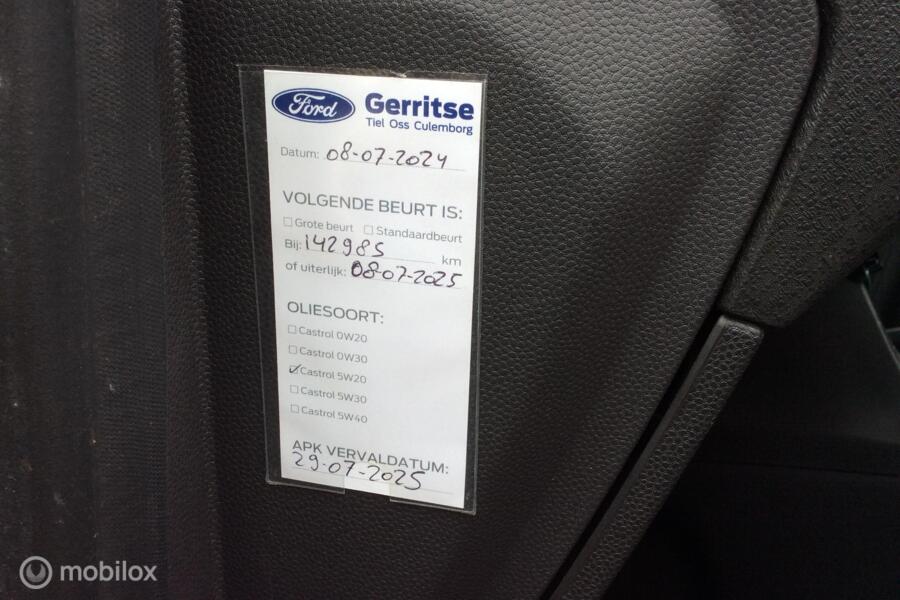 Ford Gerritse
Tiel Oss Culemborg
Datum: 08-07-2024
VOLGENDE BEURT IS:
Grote beurt Standaardbeurt
Bij: 142985 km
of uiterlijk: 08-07-2025
OLIESOORT:
Castrol 0W20
Castrol 0W30
Castrol 5W20
Castrol 5W30
Castrol 5W40
APK VERVALDATUM:
29-07-2025
mobilox